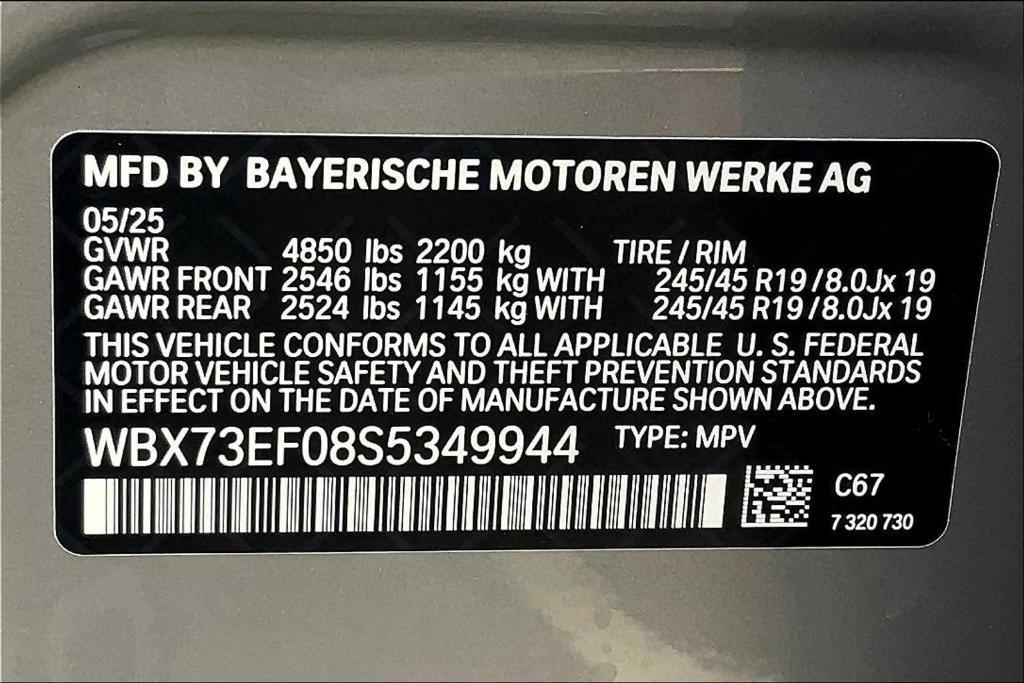 MFD BY BAYERISCHE MOTOREN WERKE AG
05/25
GVWR 4850 lbs 2200 kg TIRE / RIM
GAWR FRONT 2546 lbs 1155 kg WITH 245/45 R19 / 8.0Jx 19
GAWR REAR 2524 lbs 1145 kg WITH 245/45 R19 / 8.0Jx 19
THIS VEHICLE CONFORMS TO ALL APPLICABLE U. S. FEDERAL
MOTOR VEHICLE SAFETY AND THEFT PREVENTION STANDARDS
IN EFFECT ON THE DATE OF MANUFACTURE SHOWN ABOVE.
WBX73EF08S5349944 TYPE: MPV
C67
7 320 730